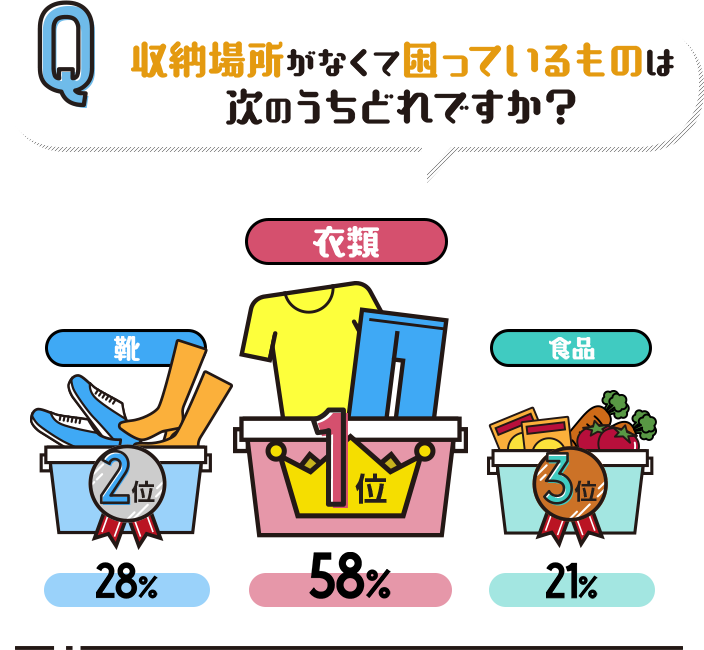 Q
収納場所がなくて困っているものは
次のうちどれですか？
衣類
靴
食品
1位
2位
3位
58%
28%
21%